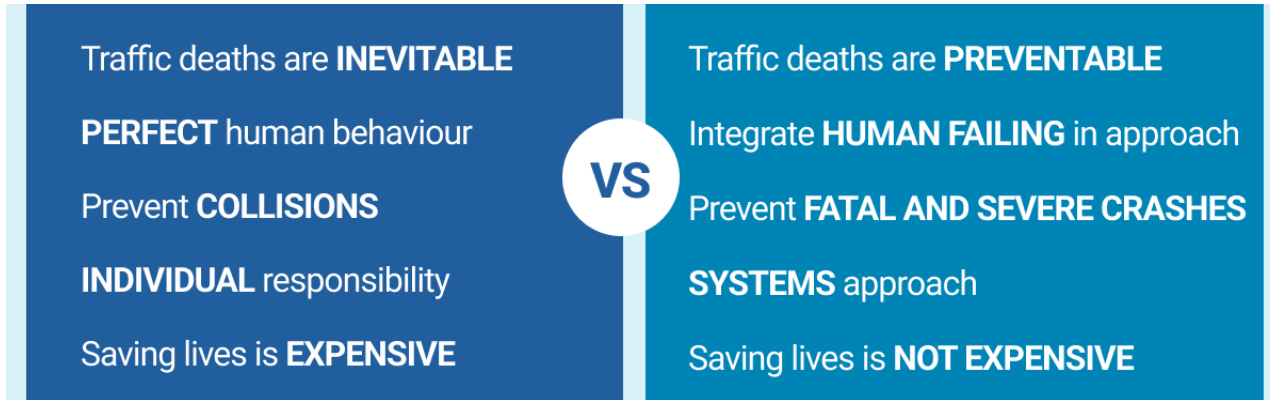 Traffic deaths are INEVITABLE
PERFECT human behaviour
Prevent COLLISIONS
INDIVIDUAL responsibility
Saving lives is EXPENSIVE
VS
Traffic deaths are PREVENTABLE
Integrate HUMAN FAILING in approach
Prevent FATAL AND SEVERE CRASHES
SYSTEMS approach
Saving lives is NOT EXPENSIVE